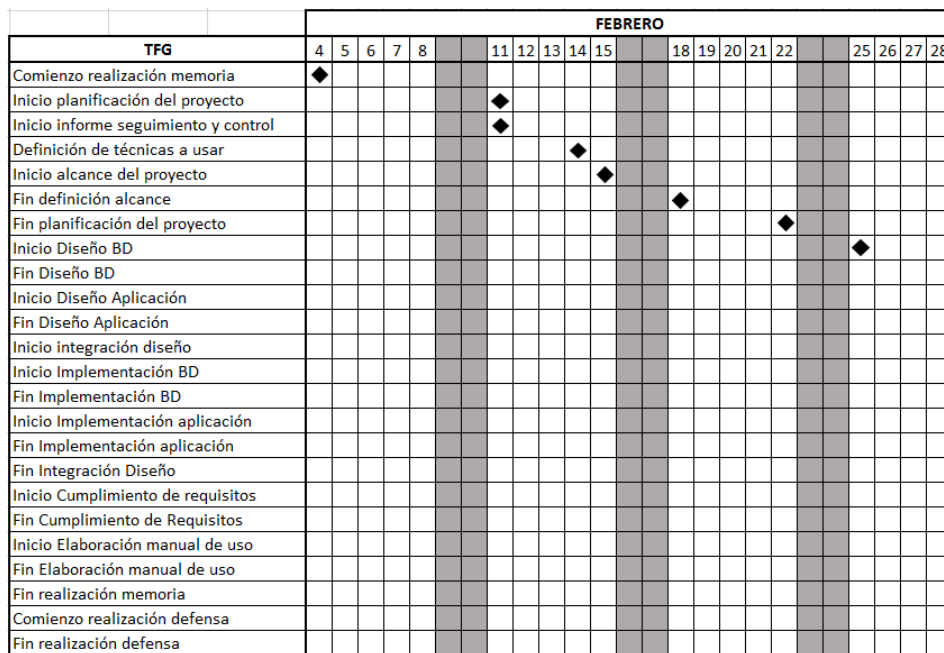 FEBRERO
TFG 4 5 6 7 8 11 12 13 14 15 18 19 20 21 22 25 26 27 28
Comienzo realización memoria
Inicio planificación del proyecto
Inicio informe seguimiento y control
Definición de técnicas a usar
Inicio alcance del proyecto
Fin definición alcance
Fin planificación del proyecto
Inicio Diseño BD
Fin Diseño BD
Inicio Diseño Aplicación
Fin Diseño Aplicación
Inicio integración diseño
Inicio Implementación BD
Fin Implementación BD
Inicio Implementación aplicación
Fin Implementación aplicación
Fin Integración Diseño
Inicio Cumplimiento de requisitos
Fin Cumplimiento de Requisitos
Inicio Elaboración manual de uso
Fin Elaboración manual de uso
Fin realización memoria
Comienzo realización defensa
Fin realización defensa